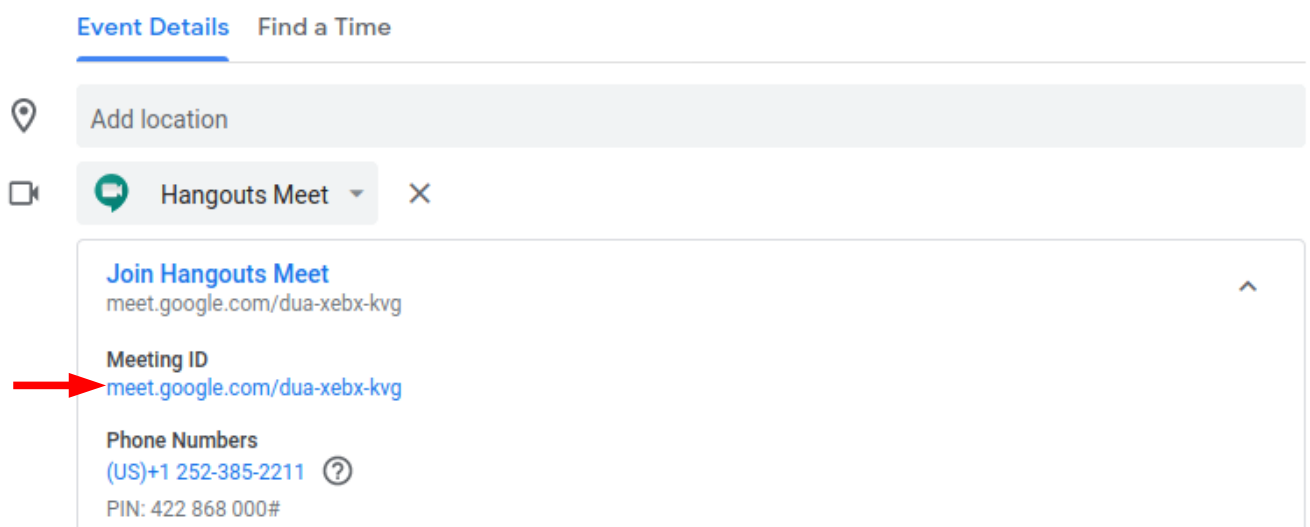 Event Details Find a Time
Add location
Hangouts Meet
Join Hangouts Meet
meet.google.com/dua-xebx-kvg
Meeting ID
meet.google.com/dua-xebx-kvg
Phone Numbers
(US)+1 252-385-2211
PIN: 422 868 000#